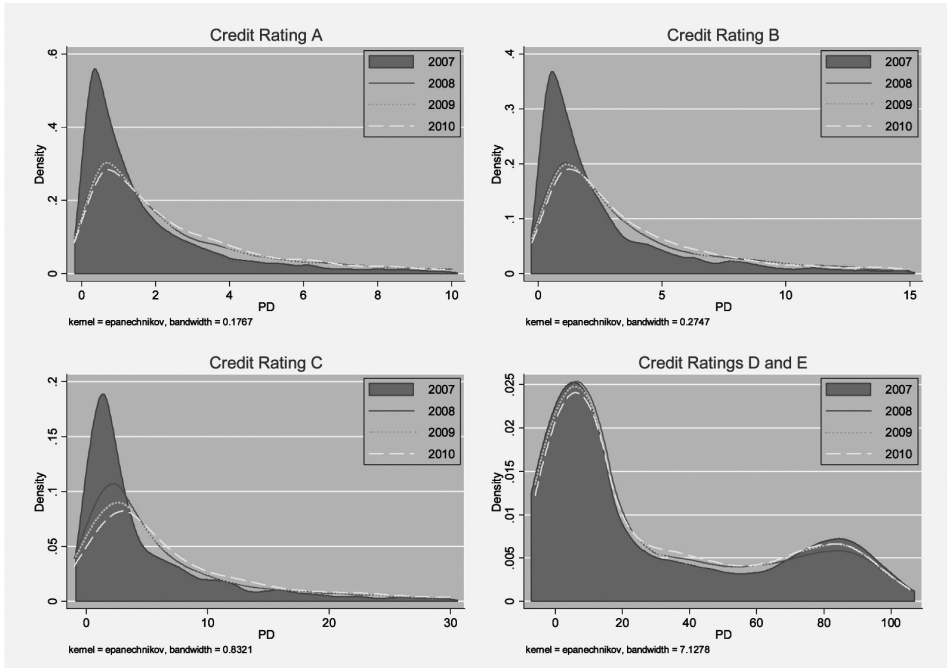 Credit Rating A
.6
.4
.2
0
Density
0 2 4 6 8 10
PD
2007
2008
2009
2010
kernel = epanechnikov, bandwidth = 0.1767
Credit Rating B
.4
.3
.2
.1
0
Density
0 5 10 15
PD
2007
2008
2009
2010
kernel = epanechnikov, bandwidth = 0.2747
Credit Rating C
.2
.15
.1
.05
0
Density
0 10 20 30
PD
2007
2008
2009
2010
kernel = epanechnikov, bandwidth = 0.8321
Credit Ratings D and E
.025
.02
.015
.01
.005
0
Density
0 20 40 60 80 100
PD
2007
2008
2009
2010
kernel = epanechnikov, bandwidth = 7.1278